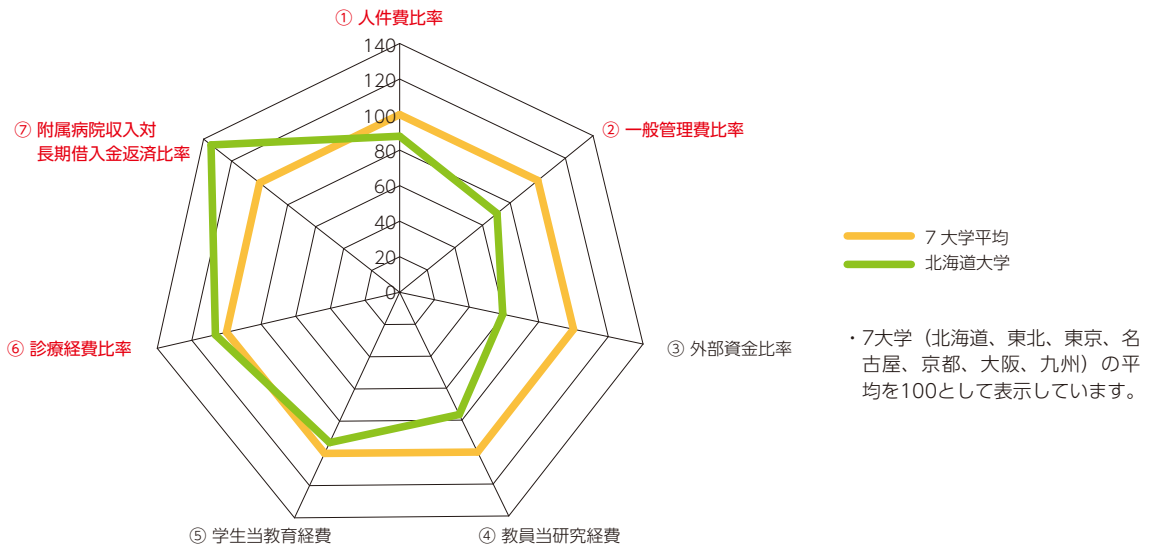 ① 人件費比率
140
120
100
80
60
40
20
0
② 一般管理費比率
③ 外部資金比率
④ 教員当研究経費
⑤ 学生当教育経費
⑥ 診療経費比率
⑦ 附属病院収入対
長期借入金返済比率
7 大学平均
北海道大学
・7大学（北海道、東北、東京、名
古屋、京都、大阪、九州）の平
均を100として表示しています。